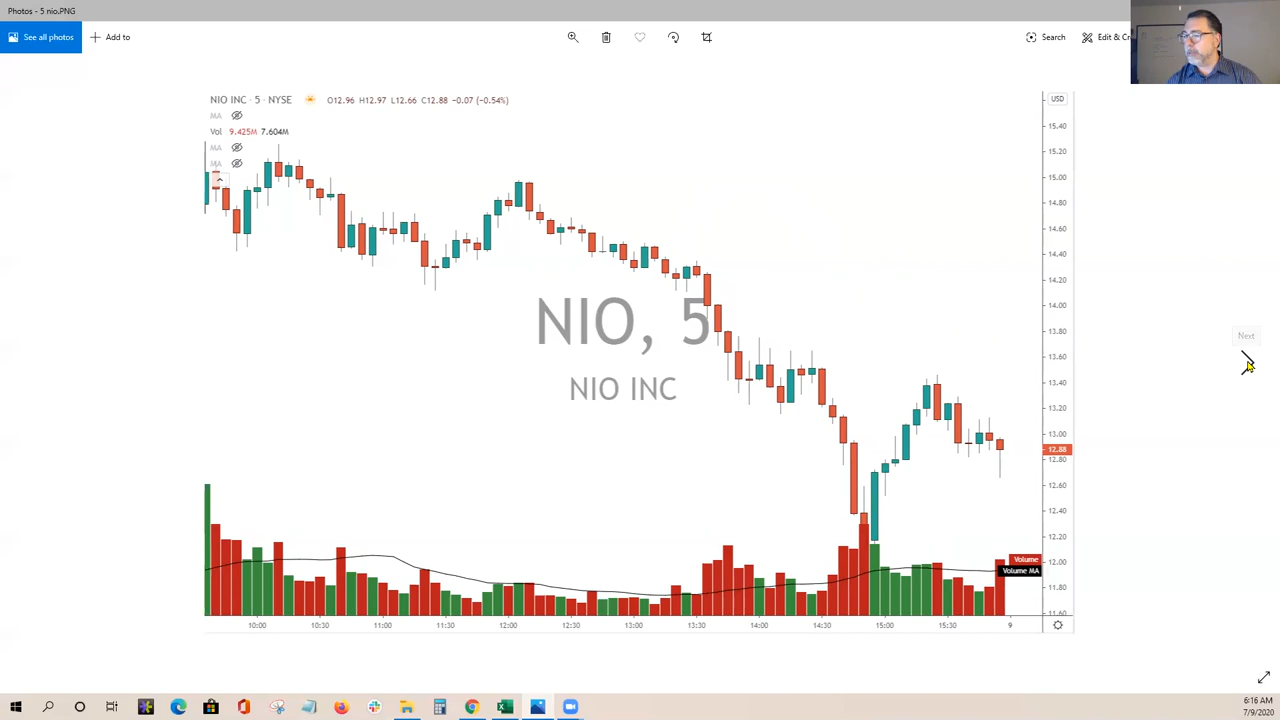 Photos - 5 nio.PNG
See all photos
Add to
Search
Edit & Cr
NIO INC · 5 · NYSE O12.96 H12.97 L12.66 C12.88 −0.07 (−0.54%)
MA
Vol 9.425M 7.604M
MA
MA
USD
15.40
15.20
15.00
14.80
14.60
14.40
14.20
14.00
13.80
13.60
13.40
13.20
13.00
12.88
12.80
12.60
12.40
12.20
12.00
11.80
11.60
NIO, 5
NIO INC
Next
Volume
Volume MA
10:00 10:30 11:00 11:30 12:00 12:30 13:00 13:30 14:00 14:30 15:00 15:30 9
6:16 AM
7/9/2020